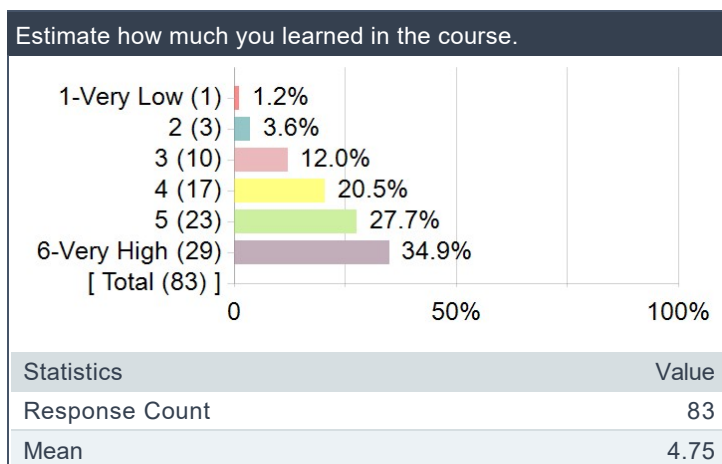 Estimate how much you learned in the course.
1-Very Low (1) 1.2%
2 (3) 3.6%
3 (10) 12.0%
4 (17) 20.5%
5 (23) 27.7%
6-Very High (29) 34.9%
[ Total (83) ]
0 50% 100%
Statistics Value
Response Count 83
Mean 4.75